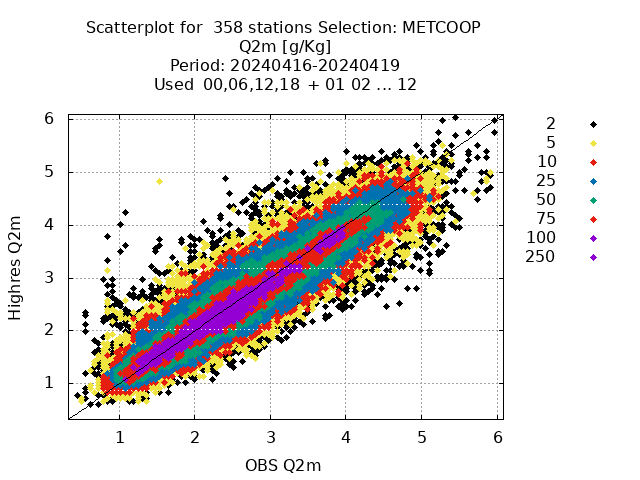 Scatterplot for  358 stations Selection: METCOOP
Q2m [g/Kg]
Period: 20240416-20240419
Used  00,06,12,18  + 01 02 ... 12
Highres Q2m
6
5
4
3
2
1
1 2 3 4 5 6
OBS Q2m
2
5
10
25
50
75
100
250